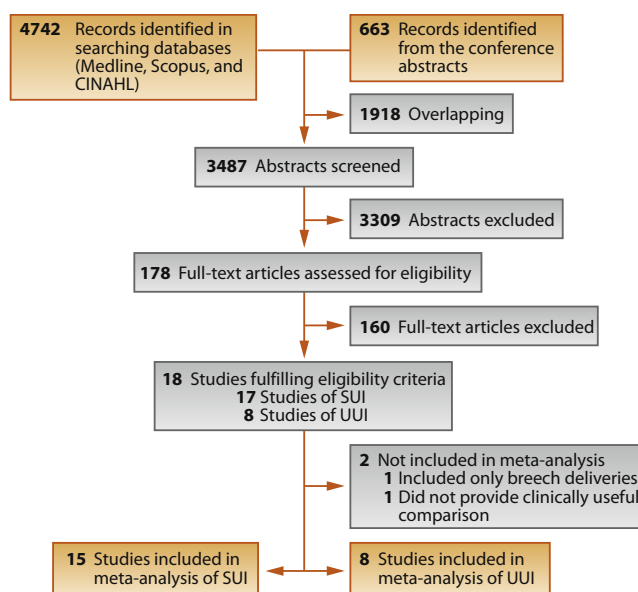 4742 Records identified in
searching databases
(Medline, Scopus, and
CINAHL)
663 Records identified
from the conference
abstracts
1918 Overlapping
3487 Abstracts screened
3309 Abstracts excluded
178 Full-text articles assessed for eligibility
160 Full-text articles excluded
18 Studies fulfilling eligibility criteria
17 Studies of SUI
8 Studies of UUI
2 Not included in meta-analysis
1 Included only breech deliveries
1 Did not provide clinically useful
comparison
15 Studies included in
meta-analysis of SUI
8 Studies included in
meta-analysis of UUI